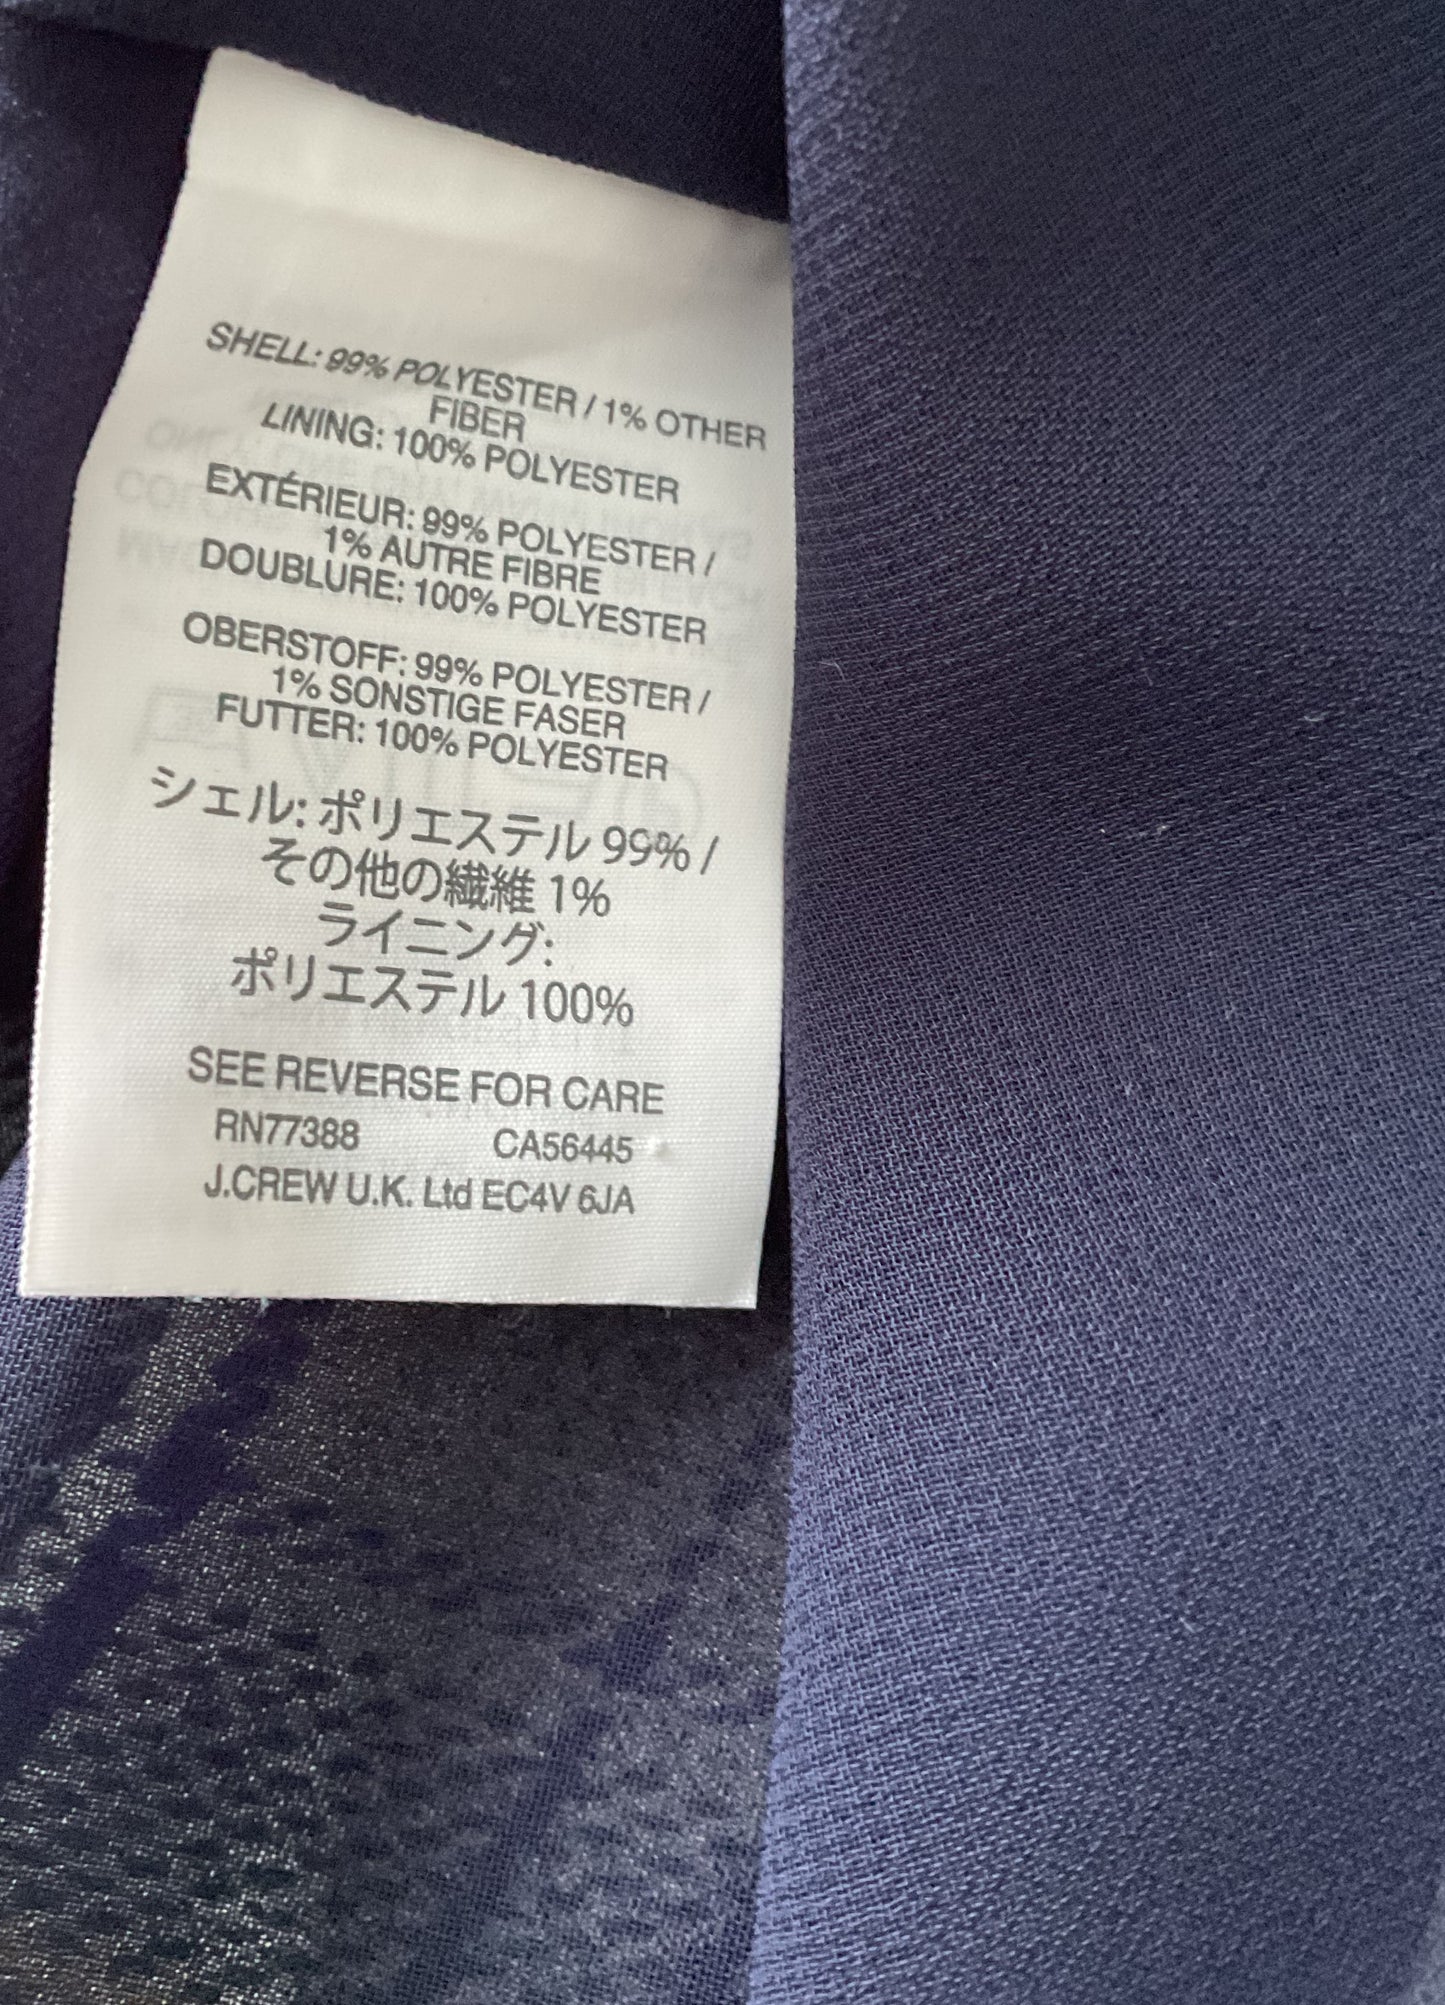 SHELL: 99% POLYESTER / 1% OTHER
FIBER
LINING: 100% POLYESTER
EXTÉRIEUR: 99% POLYESTER /
1% AUTRE FIBRE
DOUBLURE: 100% POLYESTER
OBERSTOFF: 99% POLYESTER /
1% SONSTIGE FASER
FUTTER: 100% POLYESTER
シェル: ポリエステル 99% /
その他の繊維 1%
ライニング:
ポリエステル 100%
SEE REVERSE FOR CARE
RN77388 CA56445
J.CREW U.K. Ltd EC4V 6JA